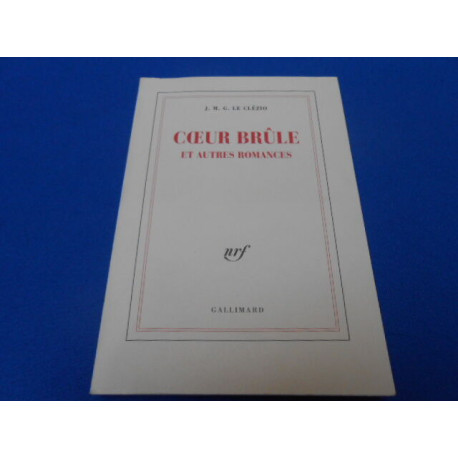 J. M. G. LE CLÉZIO
CŒUR BRÛLE
ET AUTRES ROMANCES
nrf
GALLIMARD